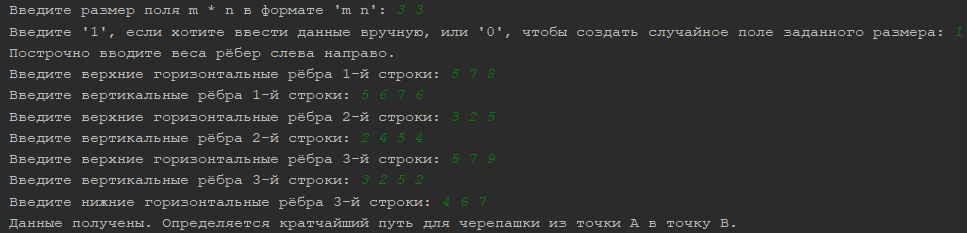 Введите размер поля m * n в формате 'm n': 3 3
Введите '1', если хотите ввести данные вручную, или '0', чтобы создать случайное поле заданного размера: 1
Построчно вводите веса рёбер слева направо.
Введите верхние горизонтальные рёбра 1-й строки: 5 7 8
Введите вертикальные рёбра 1-й строки: 5 6 7 6
Введите верхние горизонтальные рёбра 2-й строки: 3 2 5
Введите вертикальные рёбра 2-й строки: 2 4 5 4
Введите верхние горизонтальные рёбра 3-й строки: 5 7 9
Введите вертикальные рёбра 3-й строки: 3 2 5 2
Введите нижние горизонтальные рёбра 3-й строки: 4 6 7
Данные получены. Определяется кратчайший путь для черепашки из точки A в точку B.